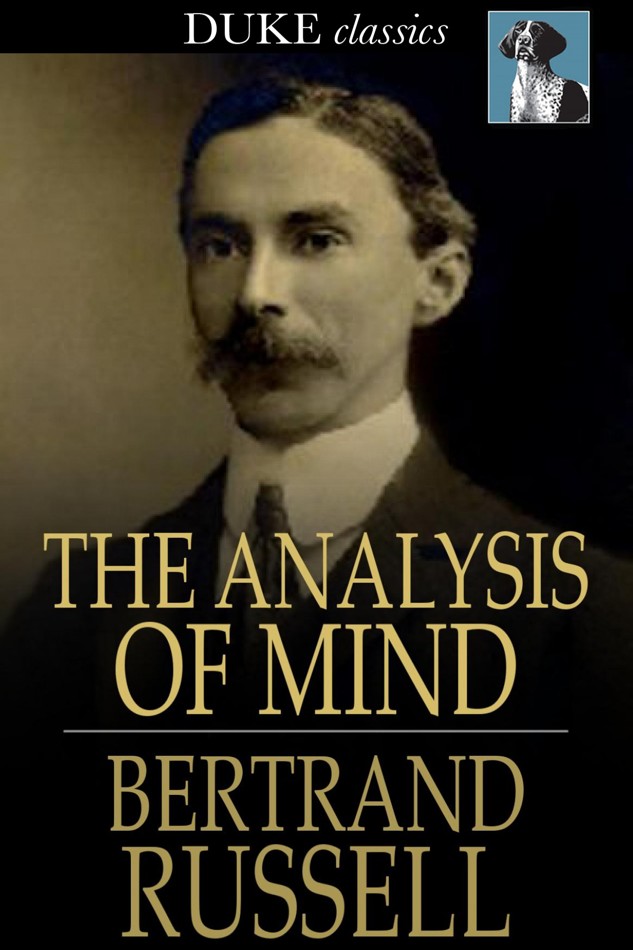 DUKE classics
THE ANALYSIS
OF MIND
BERTRAND
RUSSELL